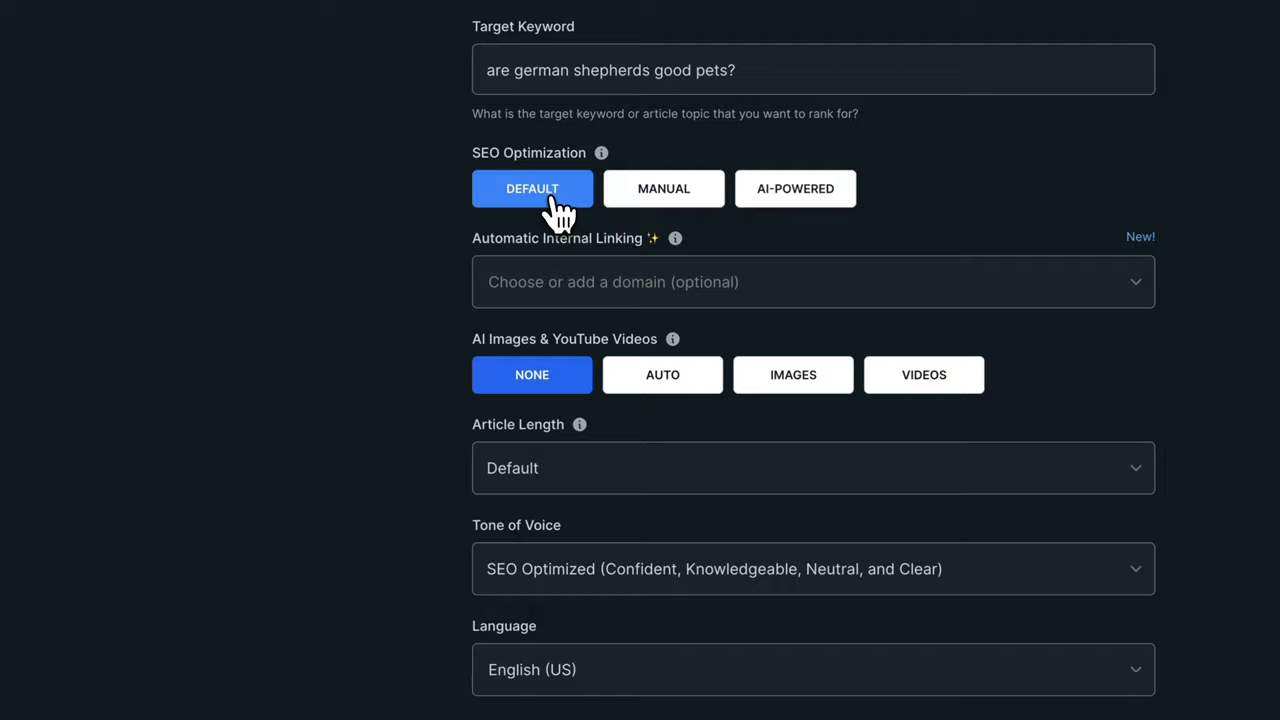 Target Keyword
are german shepherds good pets?
What is the target keyword or article topic that you want to rank for?
SEO Optimization
DEFAULT MANUAL AI-POWERED
Automatic Internal Linking ✨ New!
Choose or add a domain (optional)
AI Images & YouTube Videos
NONE AUTO IMAGES VIDEOS
Article Length
Default
Tone of Voice
SEO Optimized (Confident, Knowledgeable, Neutral, and Clear)
Language
English (US)